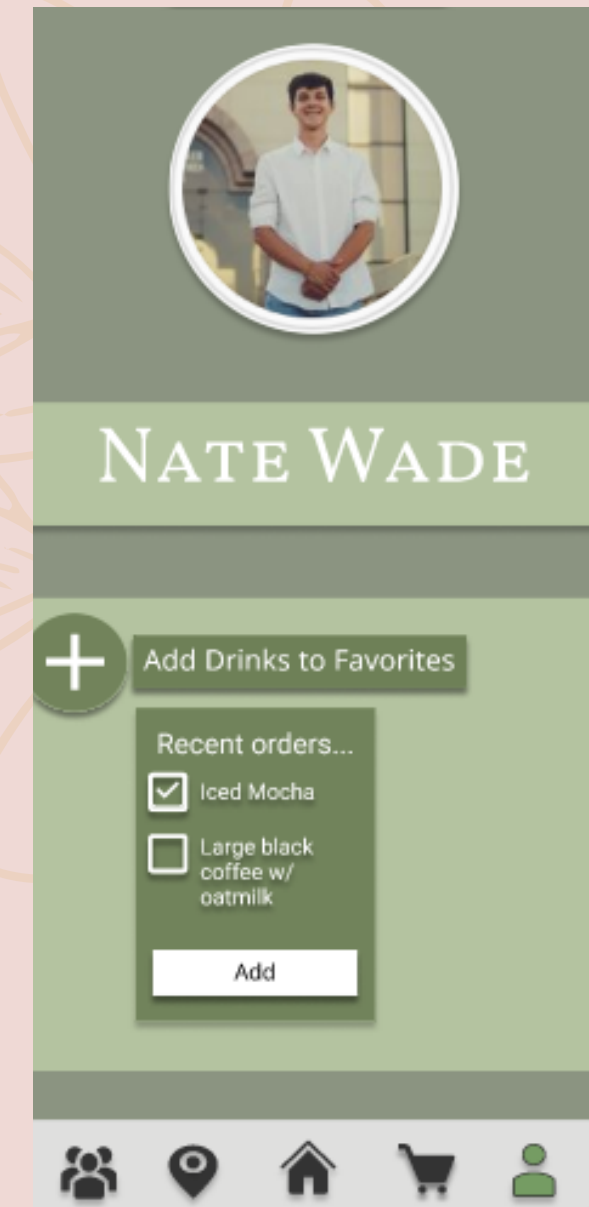 NATE WADE
Add Drinks to Favorites
Recent orders...
Iced Mocha
Large black
coffee w/
oatmilk
Add